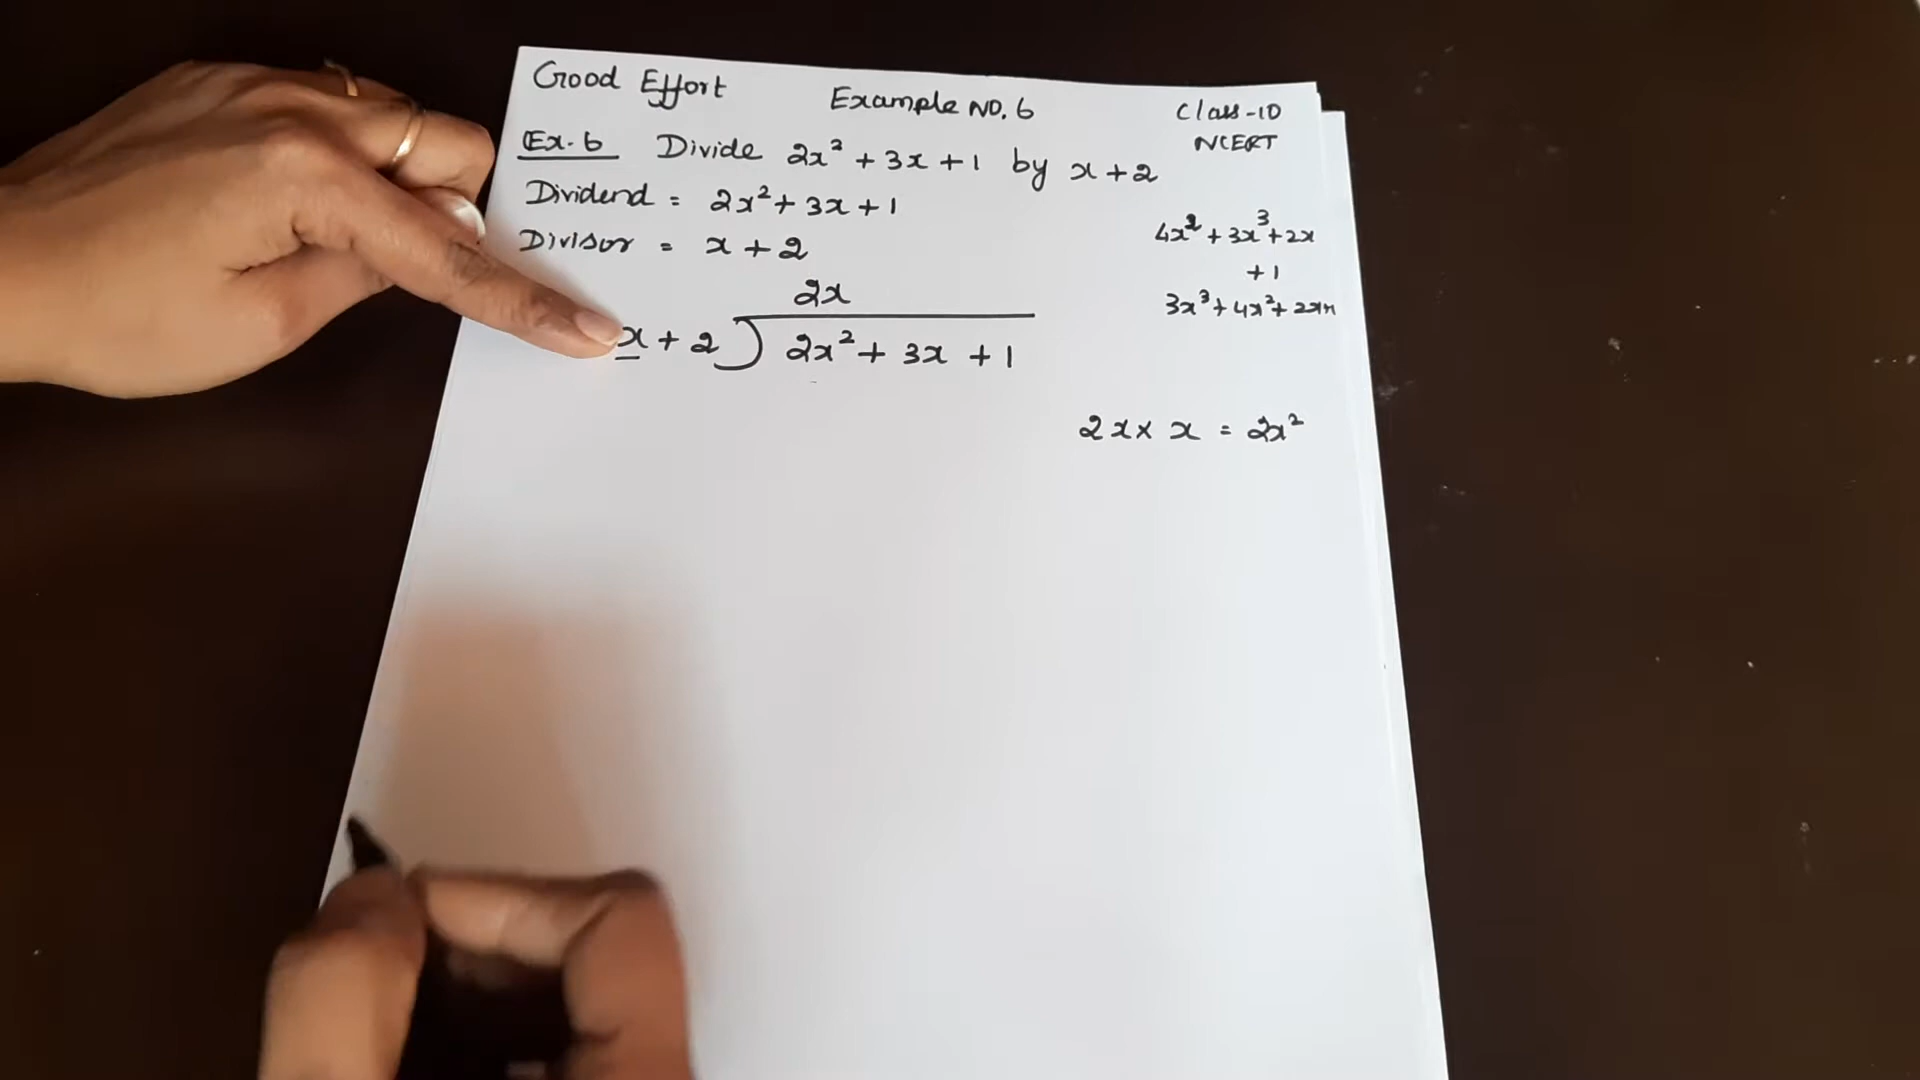 Good Effort Example NO. 6 Class-10
NCERT
Ex. 6 Divide 2x² + 3x + 1 by x + 2
Dividend = 2x² + 3x + 1
Divisor = x + 2
4x² + 3x³ + 2x
+ 1
3x³ + 4x² + 2x+1
2x
x + 2 ) 2x² + 3x + 1
2x × x = 2x²